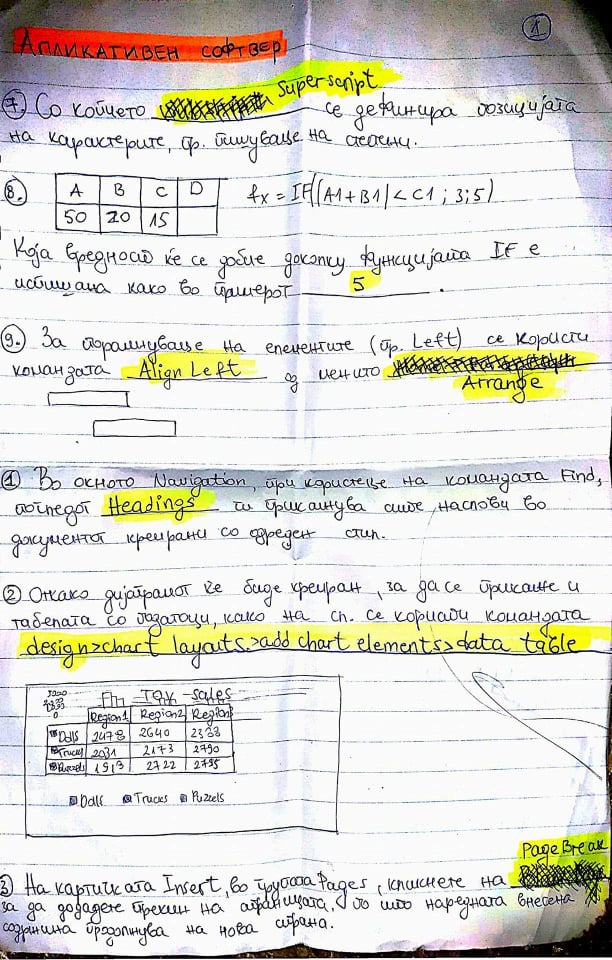 1
АПЛИКАТИВЕН СОФТВЕР
Superscript
7. Со копчето се дефинира позицијата
на карактерите, пр. пишување на степени.
8. A B C D fx = IF((A1+B1)<C1;3;5)
50 20 15
Која вредност ќе се добие доколку функцијата IF е
испишана како во примерот 5.
9. За порамнување на елементите (пр. Left) се користи
командата Align Left од менито
Arrange
1 Во окното Navigation, при користење на командата Find,
погледот Headings ги прикажува сите наслови во
документот креирани со одреден стил.
2 Откако дијаграмот ќе биде креиран, за да се прикаже и
табелата со податоци, како на сл. се користи командата
design>chart layouts>add chart elements>data table
Toy Sales
0 Region1 Region2 Region3
Dolls 2478 2640 2338
Trucks 2031 2173 2790
Puzzels 1913 2722 2795
Dolls Trucks Puzzels
Page Break
3) На картичката Insert, во групата Pages, кликнете на
за да додадете прекин на страницата, по што наредната внесена
содржина продолжува на нова страна.